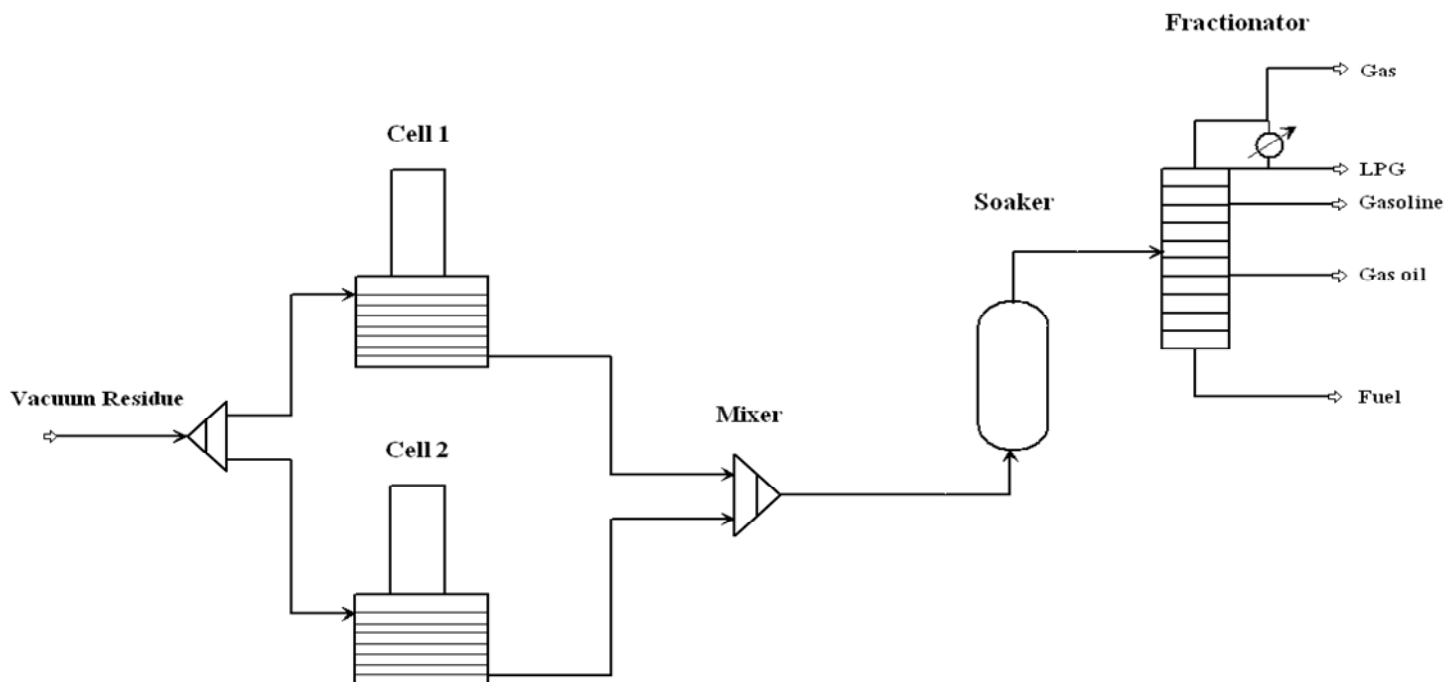 Fractionator
Gas
Cell 1
LPG
Soaker
Gasoline
Gas oil
Vacuum Residue
Fuel
Mixer
Cell 2